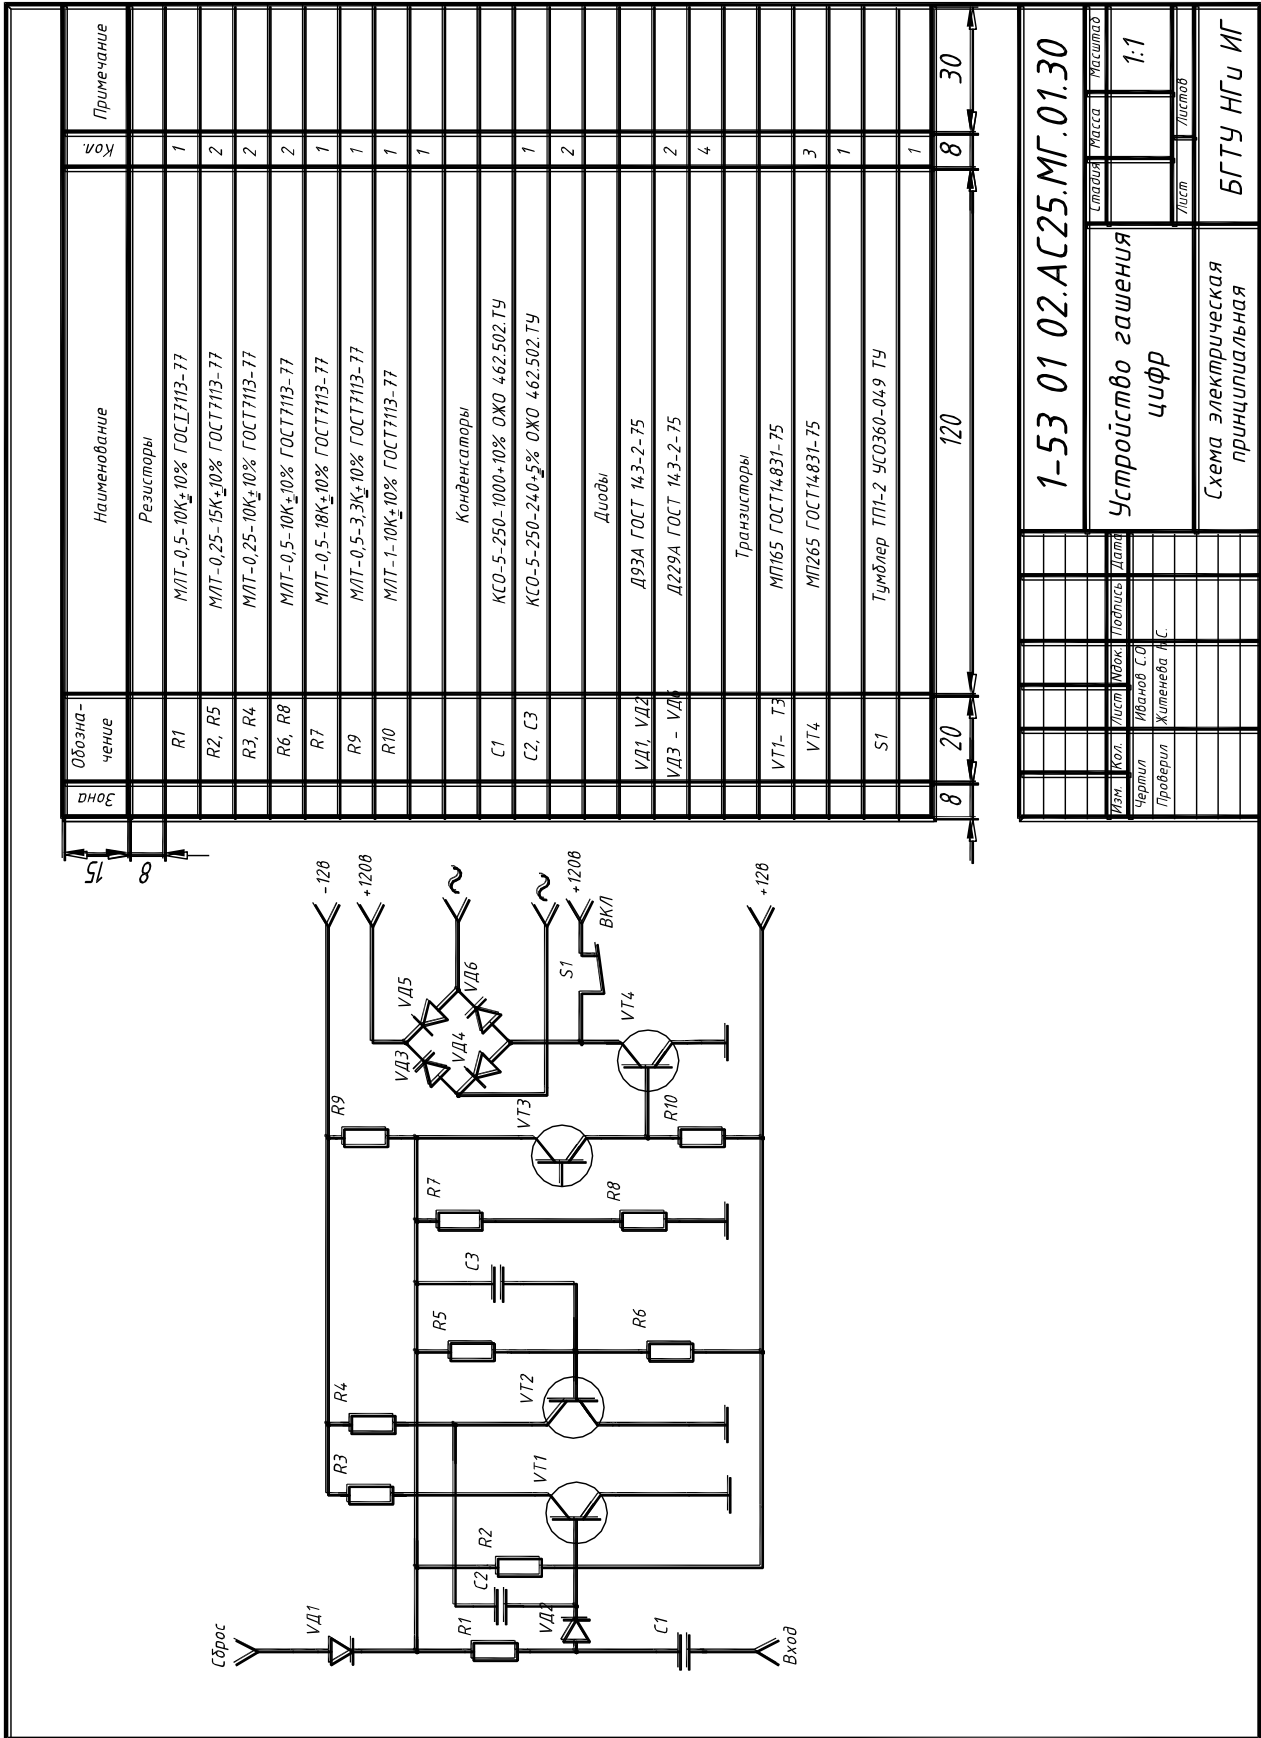 Зона
Обозна-
чение
Наименование
Кол.
Примечание
Резисторы
R1 МЛТ-0,5-10К±10% ГОСТ7113-77 1
R2, R5 МЛТ-0,25-15К±10% ГОСТ7113-77 2
R3, R4 МЛТ-0,25-10К±10% ГОСТ7113-77 2
R6, R8 МЛТ-0,5-10К±10% ГОСТ7113-77 2
R7 МЛТ-0,5-18К±10% ГОСТ7113-77 1
R9 МЛТ-0,5-3,3К±10% ГОСТ7113-77 1
R10 МЛТ-1-10К±10% ГОСТ7113-77 1
1
Конденсаторы
C1 КСО-5-250-1000+10% ОЖО 462.502.ТУ
C2, C3 КСО-5-250-240±5% ОЖО 462.502.ТУ 1
2
Диоды
VД1, VД2 Д93А ГОСТ 143-2-75
VД3 - VД6 Д229А ГОСТ 143-2-75 2
4
Транзисторы
VT1- T3 МП165 ГОСТ14831-75
VT4 МП265 ГОСТ14831-75 3
1
S1 Тумблер ТП1-2 УСО360-049 ТУ
1
15
8
8
20
120
8
30
Сброс
VД1
R1
VД2
C1
Вход
C2
R2
R3
VT1
R4
VT2
R5
R6
C3
R7
R8
R9
VT3
R10
VД3
VД4
VД5
VД6
VT4
S1
ВКЛ
-12В
+120В
~
~
+120В
+12В
1-53 01 02.АС25.МГ.01.30
Изм. Кол. Лист Nдок. Подпись Дата
Чертил Иванов С.О.
Проверил Житенева Н.С.
Устройство гашения
цифр
Стадия Масса Масштаб
1:1
Лист Листов
Схема электрическая
принципиальная
БГТУ НГи ИГ